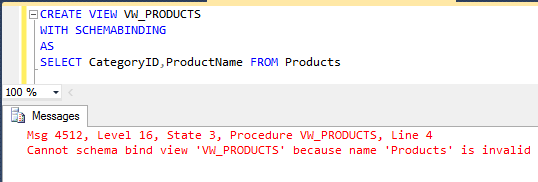 CREATE VIEW VW_PRODUCTS
WITH SCHEMABINDING
AS
SELECT CategoryID,ProductName FROM Products
100 %
Messages
Msg 4512, Level 16, State 3, Procedure VW_PRODUCTS, Line 4
Cannot schema bind view 'VW_PRODUCTS' because name 'Products' is invalid